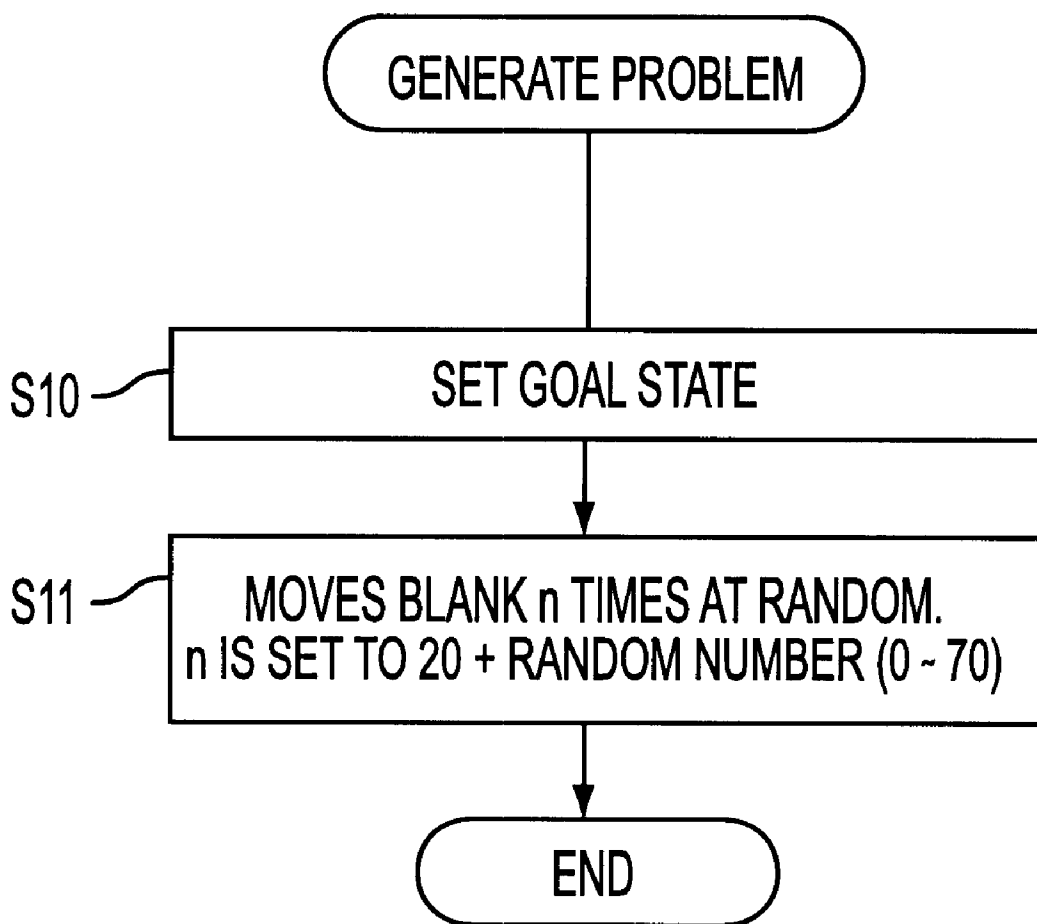 GENERATE PROBLEM
S10
SET GOAL STATE
S11
MOVES BLANK n TIMES AT RANDOM.
n IS SET TO 20 + RANDOM NUMBER (0 ~ 70)
END